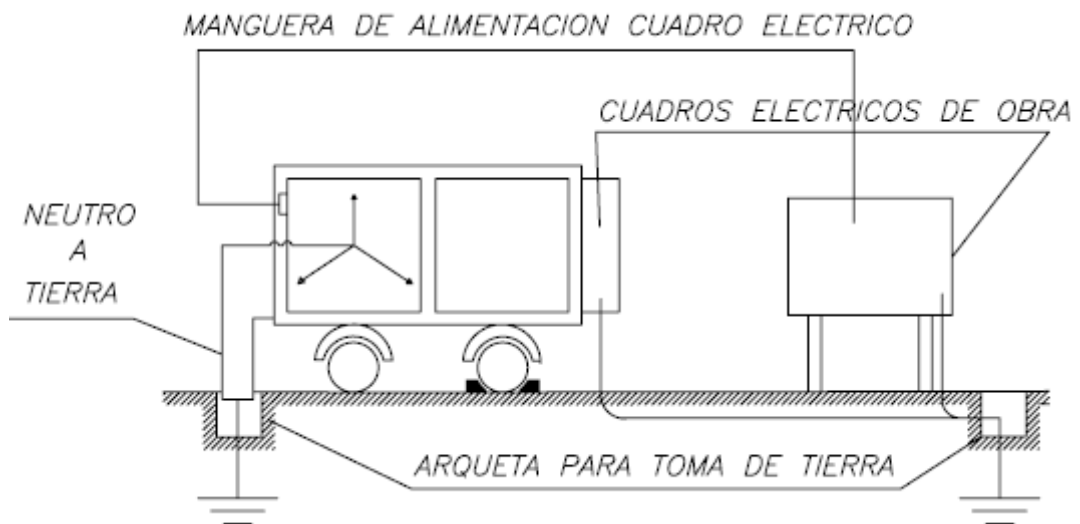 MANGUERA DE ALIMENTACION CUADRO ELECTRICO
CUADROS ELECTRICOS DE OBRA
NEUTRO
A
TIERRA
ARQUETA PARA TOMA DE TIERRA